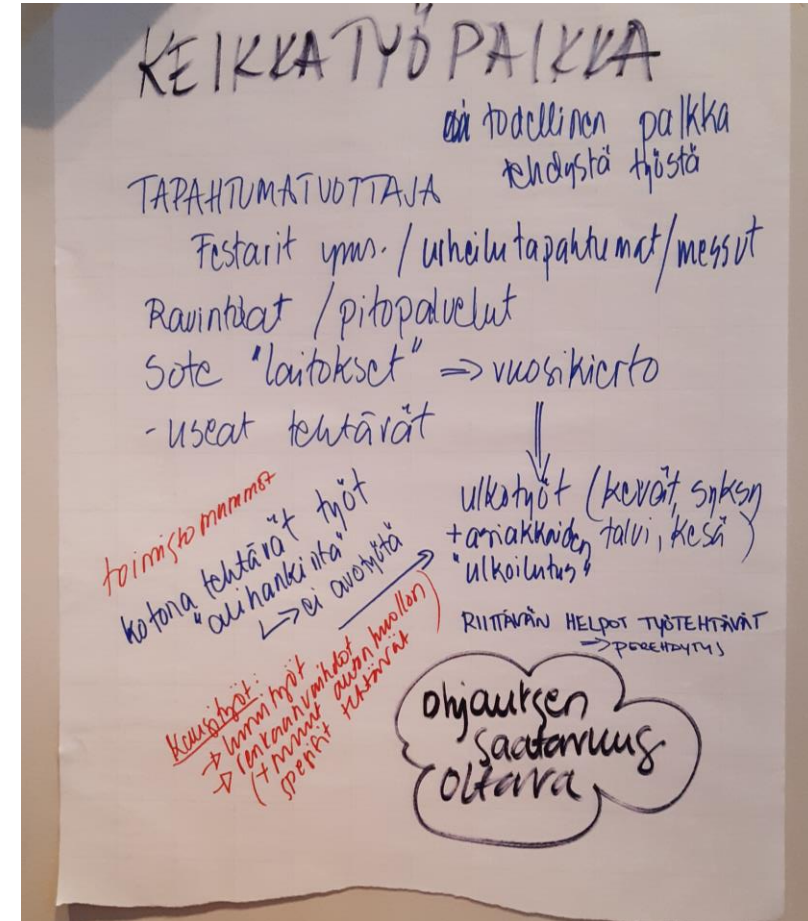 KEIKKATYÖPAIKKA
todellinen palkka
tehdystä työstä
TAPAHTUMATUOTTAJA
Festarit yms. / urheilutapahtumat/messut
Ravintolat / pitopalvelut
Sote "laitokset" => vuosikierto
- useat tehtävät
ulkotyöt (kevät, syksy
talvi, kesä)
+ asiakkaiden
"ulkoilutus"
toimistohommat
kotona tehtävät työt
"alihankinta"
↳ ei avotyötä
RIITTÄVÄN HELPOT TYÖTEHTÄVÄT
→ PEREHDYTYS
Kausityöt:
→ lumityöt
→ renkaanvaihdot
(+ muut auton huollon)
spesifit tehtävät
ohjauksen
saatavuus
oltava